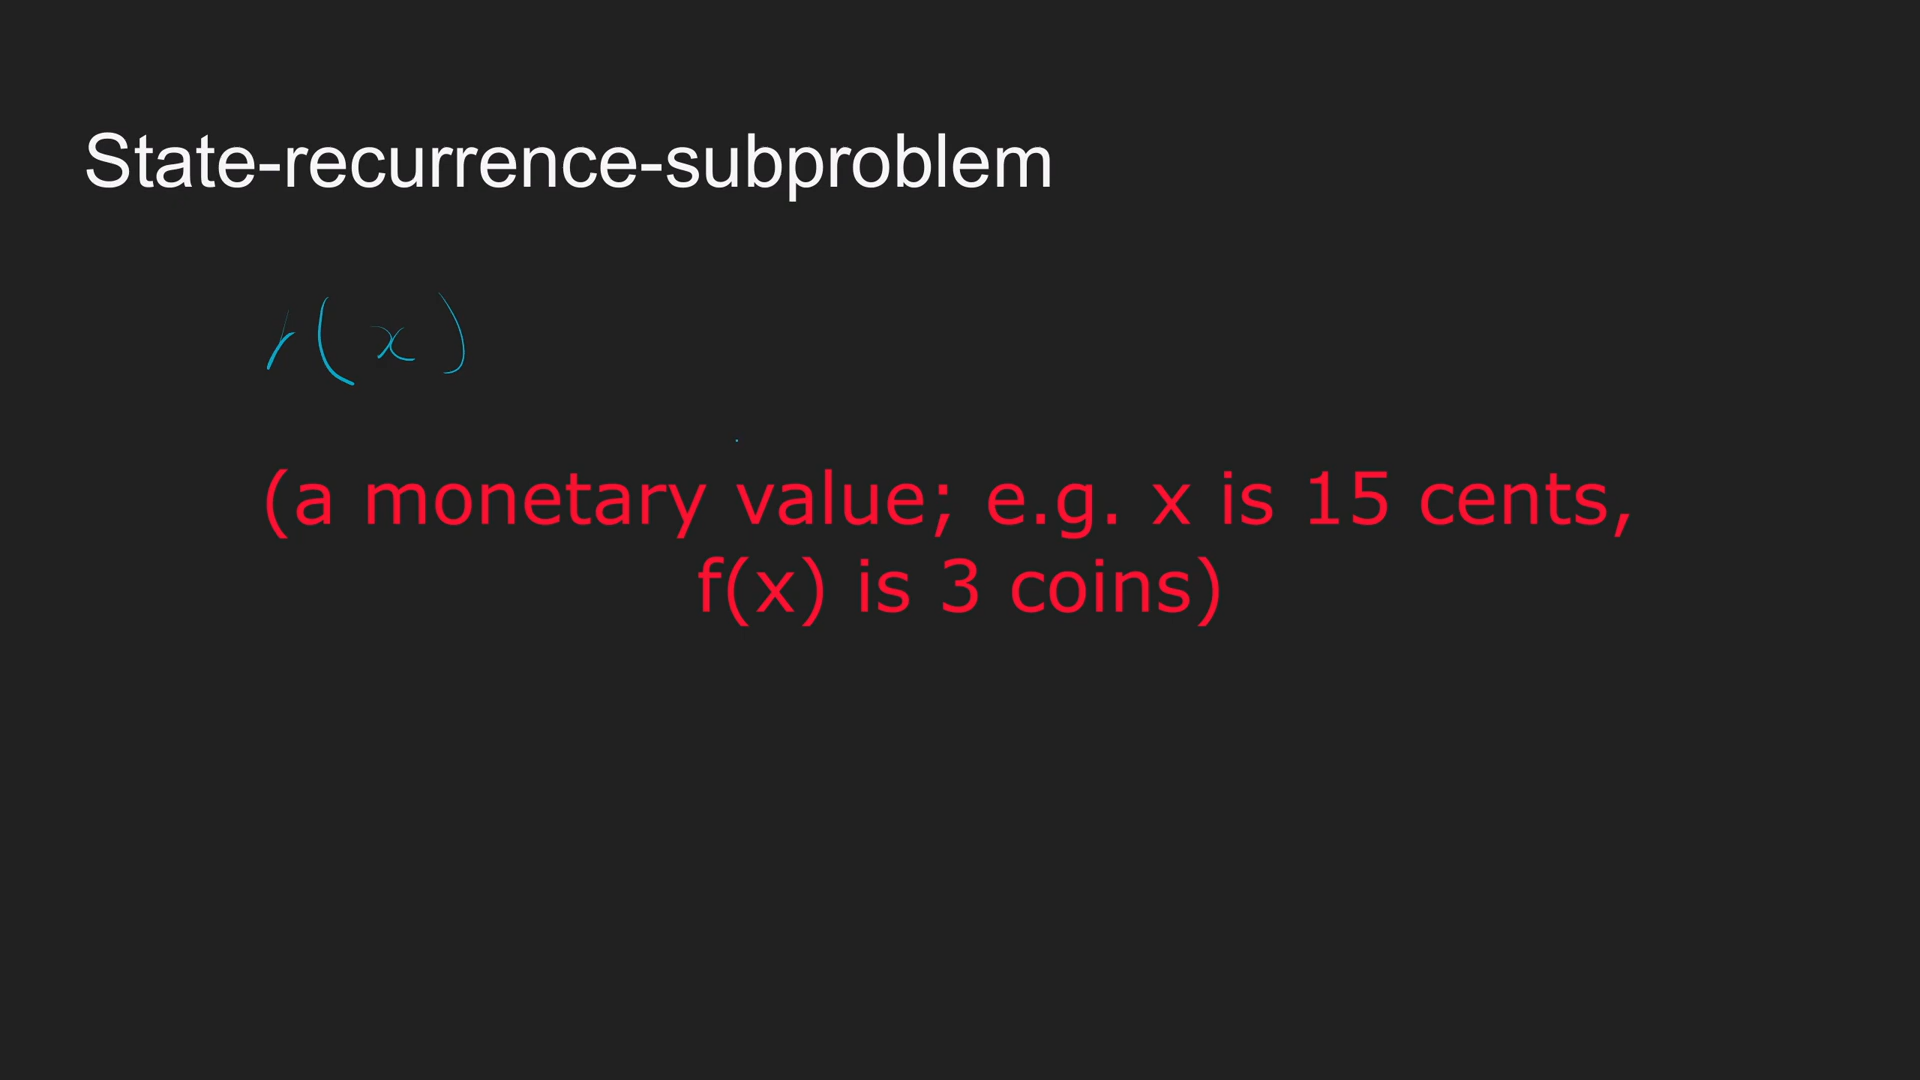 State-recurrence-subproblem
r(x)
(a monetary value; e.g. x is 15 cents,
f(x) is 3 coins)